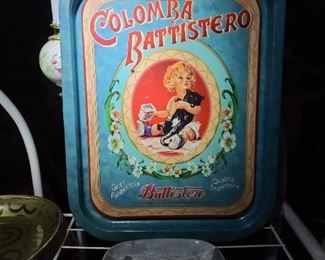 COLOMBA
BATTISTERO
Battistero
Qualità
Superiore